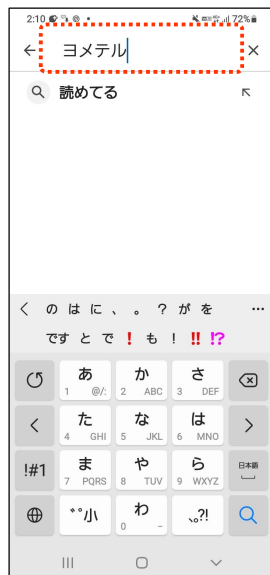 2:10 72%
ヨメテル
読めてる
の は に 、 。 ? が を ...
です と で ! も ! !! !?
あ か さ
1 @/: 2 ABC 3 DEF
た な は
4 GHI 5 JKL 6 MNO
!#1 ま や ら 日本語
7 PQRS 8 TUV 9 WXYZ
小 わ 、。?!
0 -